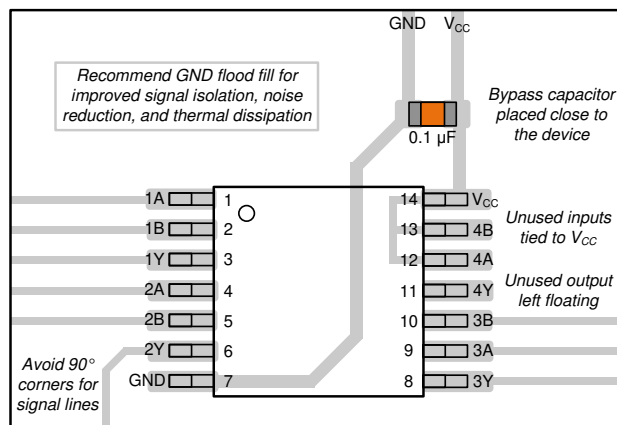 GND VCC
Recommend GND flood fill for
improved signal isolation, noise
reduction, and thermal dissipation
0.1 µF
Bypass capacitor
placed close to
the device
1A 1 14 VCC
1B 2 13 4B
1Y 3 12 4A
2A 4 11 4Y
2B 5 10 3B
2Y 6 9 3A
GND 7 8 3Y
Unused inputs
tied to VCC
Unused output
left floating
Avoid 90°
corners for
signal lines